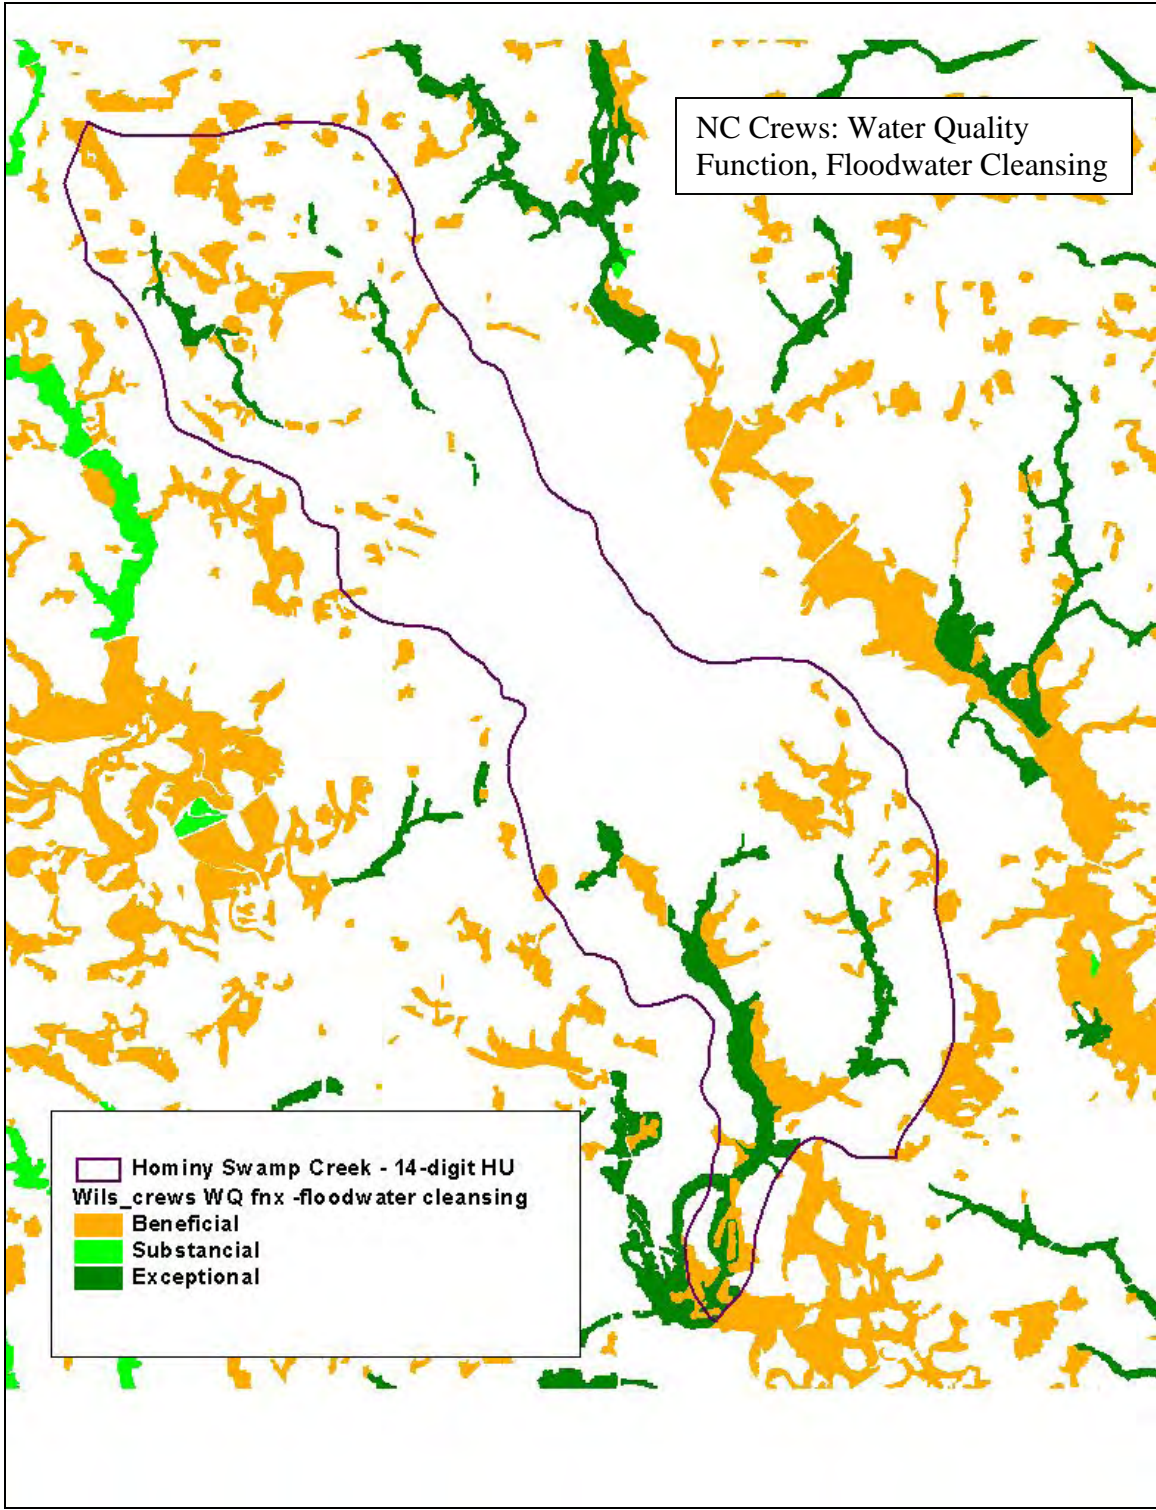 NC Crews: Water Quality
Function, Floodwater Cleansing
Hominy Swamp Creek - 14-digit HU
Wils_crews WQ fnx -floodwater cleansing
Beneficial
Substancial
Exceptional